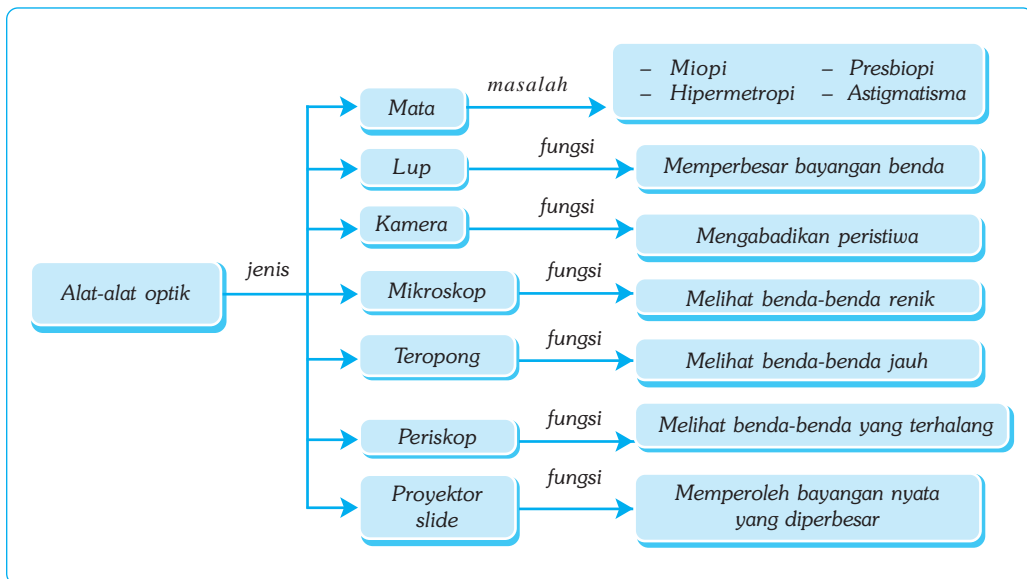 Alat-alat optik
jenis
Mata
masalah
– Miopi – Presbiopi
– Hipermetropi – Astigmatisma
Lup
fungsi
Memperbesar bayangan benda
Kamera
fungsi
Mengabadikan peristiwa
Mikroskop
fungsi
Melihat benda-benda renik
Teropong
fungsi
Melihat benda-benda jauh
Periskop
fungsi
Melihat benda-benda yang terhalang
Proyektor
slide
fungsi
Memperoleh bayangan nyata
yang diperbesar